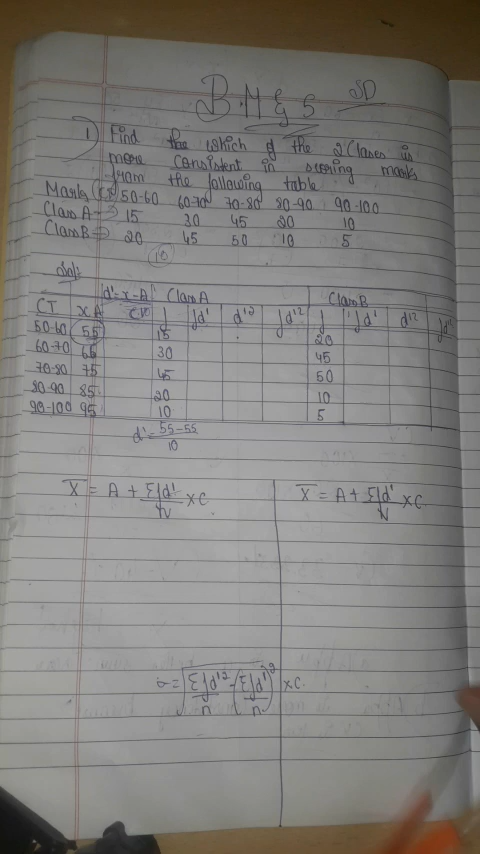 B.M & S SD
1) Find the which of the 2 Classes is
more consistent in scoring marks
from the following table
Marks 50-60 60-70 70-80 80-90 90-100
Class A → 15 30 45 20 10
Class B → 20 45 50 10 5
10
Sol:
d' = x-A Class A Class B
CI x A C.I f fd' d'2 fd'2 f fd' d'2 fd'2
50-60 55 15 20
60-70 65 30 45
70-80 75 45 50
80-90 85 20 10
90-100 95 10 5
d' = 55-55
10
X̄ = A + Σfd' × C X̄ = A + Σfd' × C
N N
σ = √Σfd'2 - (Σfd')2 × C.
n n